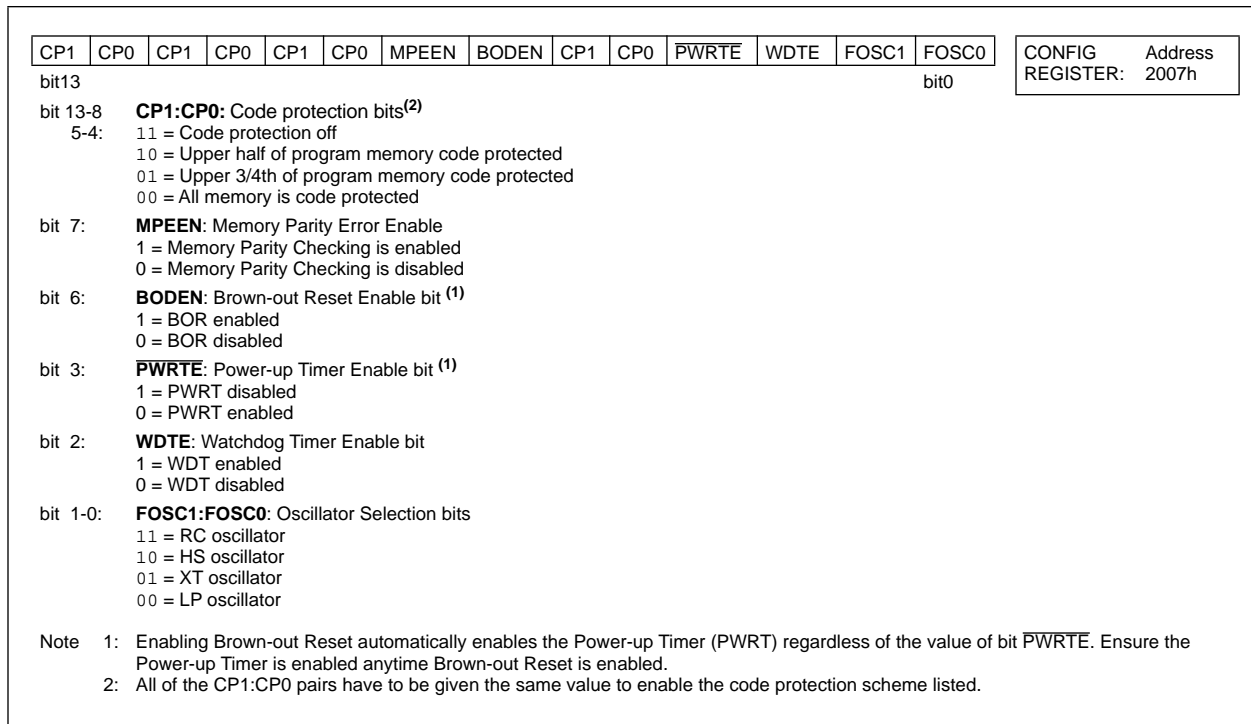 CP1 CP0 CP1 CP0 CP1 CP0 MPEEN BODEN CP1 CP0 PWRTE WDTE FOSC1 FOSC0
CONFIG Address
REGISTER: 2007h
bit13 bit0
bit 13-8 CP1:CP0: Code protection bits(2)
5-4: 11 = Code protection off
10 = Upper half of program memory code protected
01 = Upper 3/4th of program memory code protected
00 = All memory is code protected
bit 7: MPEEN: Memory Parity Error Enable
1 = Memory Parity Checking is enabled
0 = Memory Parity Checking is disabled
bit 6: BODEN: Brown-out Reset Enable bit (1)
1 = BOR enabled
0 = BOR disabled
bit 3: PWRTE: Power-up Timer Enable bit (1)
1 = PWRT disabled
0 = PWRT enabled
bit 2: WDTE: Watchdog Timer Enable bit
1 = WDT enabled
0 = WDT disabled
bit 1-0: FOSC1:FOSC0: Oscillator Selection bits
11 = RC oscillator
10 = HS oscillator
01 = XT oscillator
00 = LP oscillator
Note 1: Enabling Brown-out Reset automatically enables the Power-up Timer (PWRT) regardless of the value of bit PWRTE. Ensure the
Power-up Timer is enabled anytime Brown-out Reset is enabled.
2: All of the CP1:CP0 pairs have to be given the same value to enable the code protection scheme listed.